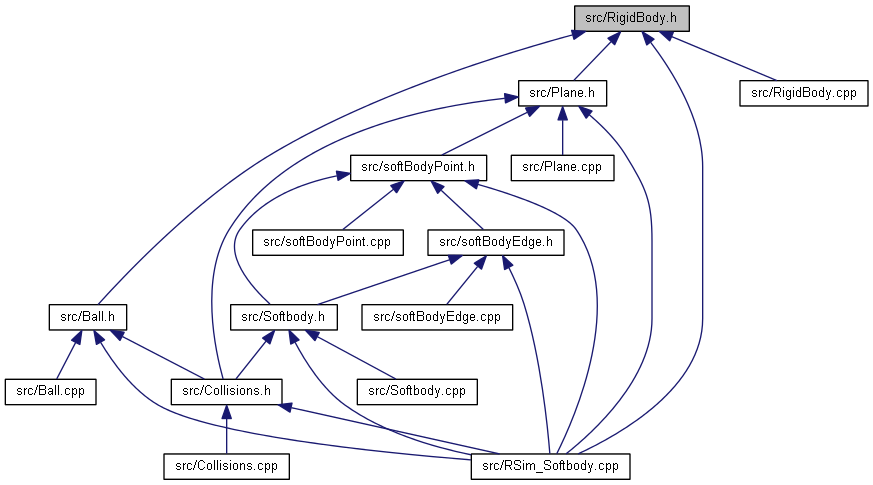 src/RigidBody.h
src/Plane.h
src/RigidBody.cpp
src/softBodyPoint.h
src/Plane.cpp
src/softBodyPoint.cpp
src/softBodyEdge.h
src/Ball.h
src/Softbody.h
src/softBodyEdge.cpp
src/Ball.cpp
src/Collisions.h
src/Softbody.cpp
src/Collisions.cpp
src/RSim_Softbody.cpp